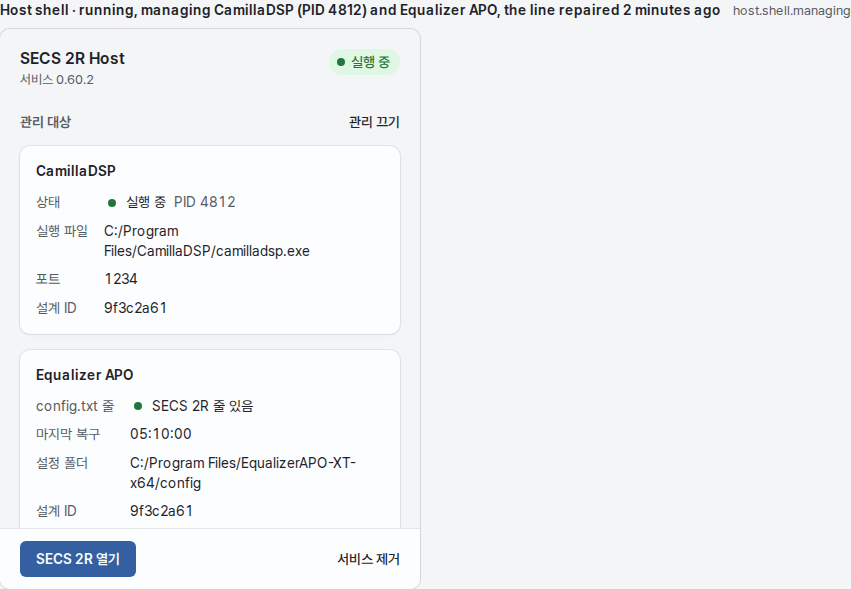 Host shell · running, managing CamillaDSP (PID 4812) and Equalizer APO, the line repaired 2 minutes ago host.shell.managing
SECS 2R Host
실행 중
서비스 0.60.2
관리 대상
관리 끄기
CamillaDSP
상태 실행 중 PID 4812
실행 파일 C:/Program
Files/CamillaDSP/camilladsp.exe
포트 1234
설계 ID 9f3c2a61
Equalizer APO
config.txt 줄 SECS 2R 줄 있음
마지막 복구 05:10:00
설정 폴더 C:/Program Files/EqualizerAPO-XT-
x64/config
설계 ID 9f3c2a61
SECS 2R 열기
서비스 제거